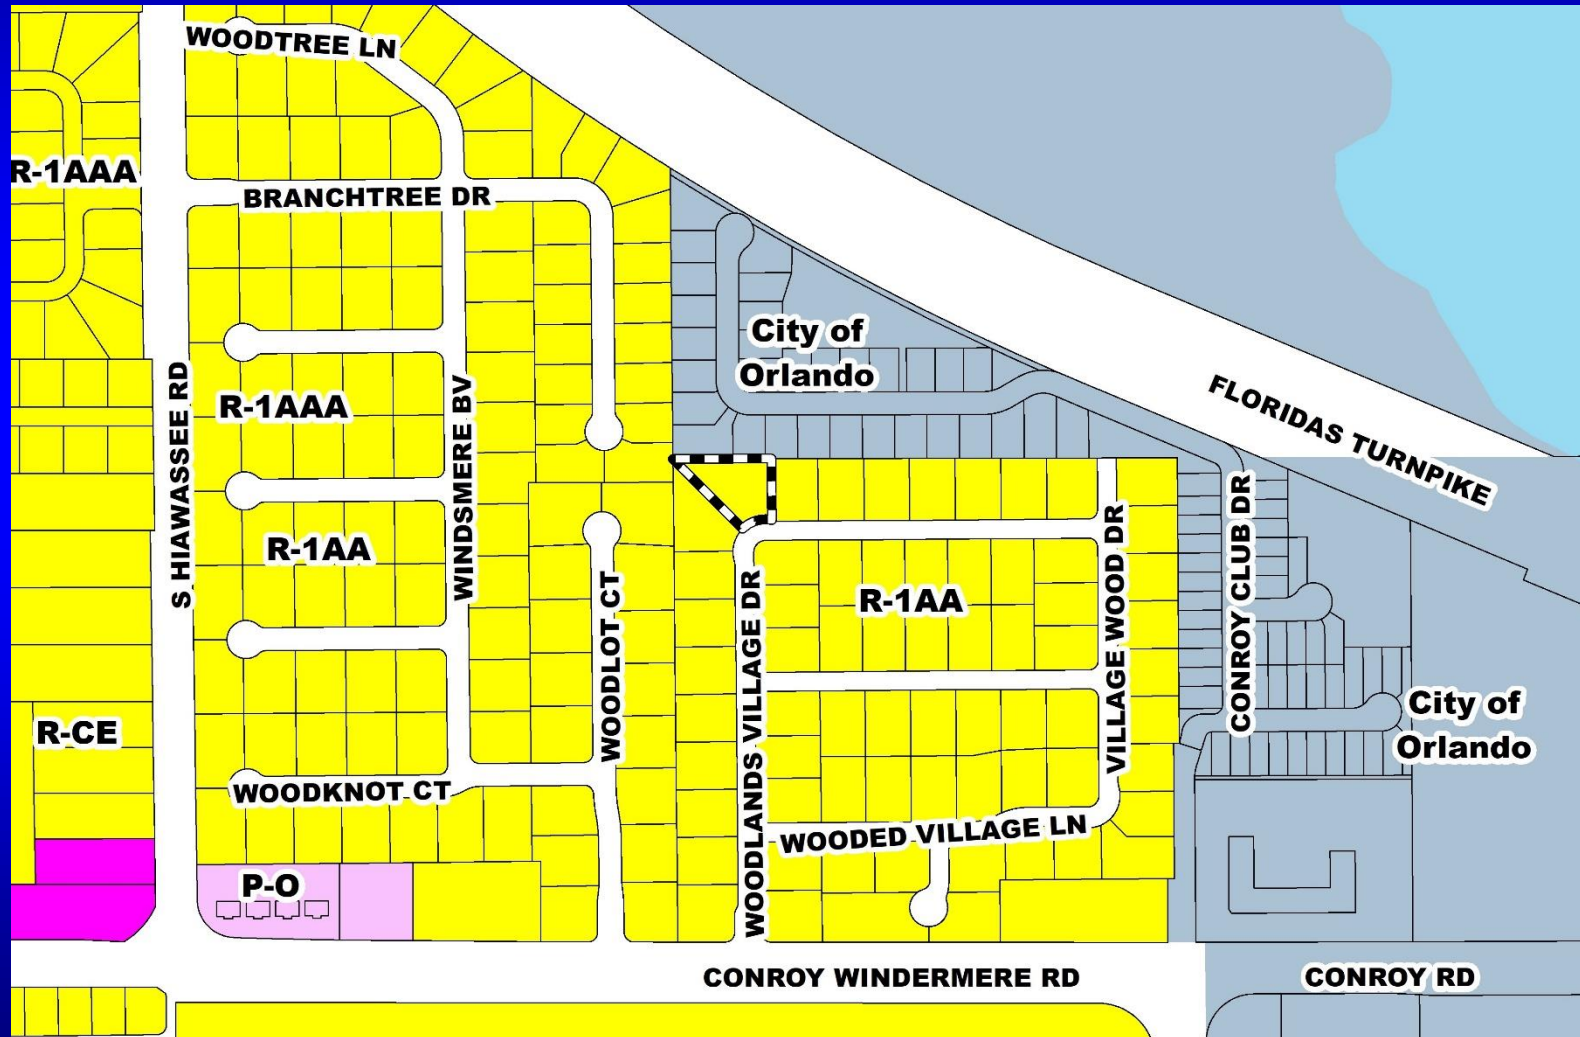 WOODTREE LN
R-1AAA
BRANCHTREE DR
City of
Orlando
FLORIDAS TURNPIKE
S HIAWASSEE RD
R-1AAA
WINDSMERE BV
R-1AA
WOODLOT CT
WOODLANDS VILLAGE DR
R-1AA
VILLAGE WOOD DR
CONROY CLUB DR
R-CE
City of
Orlando
WOODKNOT CT
WOODED VILLAGE LN
P-O
CONROY WINDERMERE RD
CONROY RD